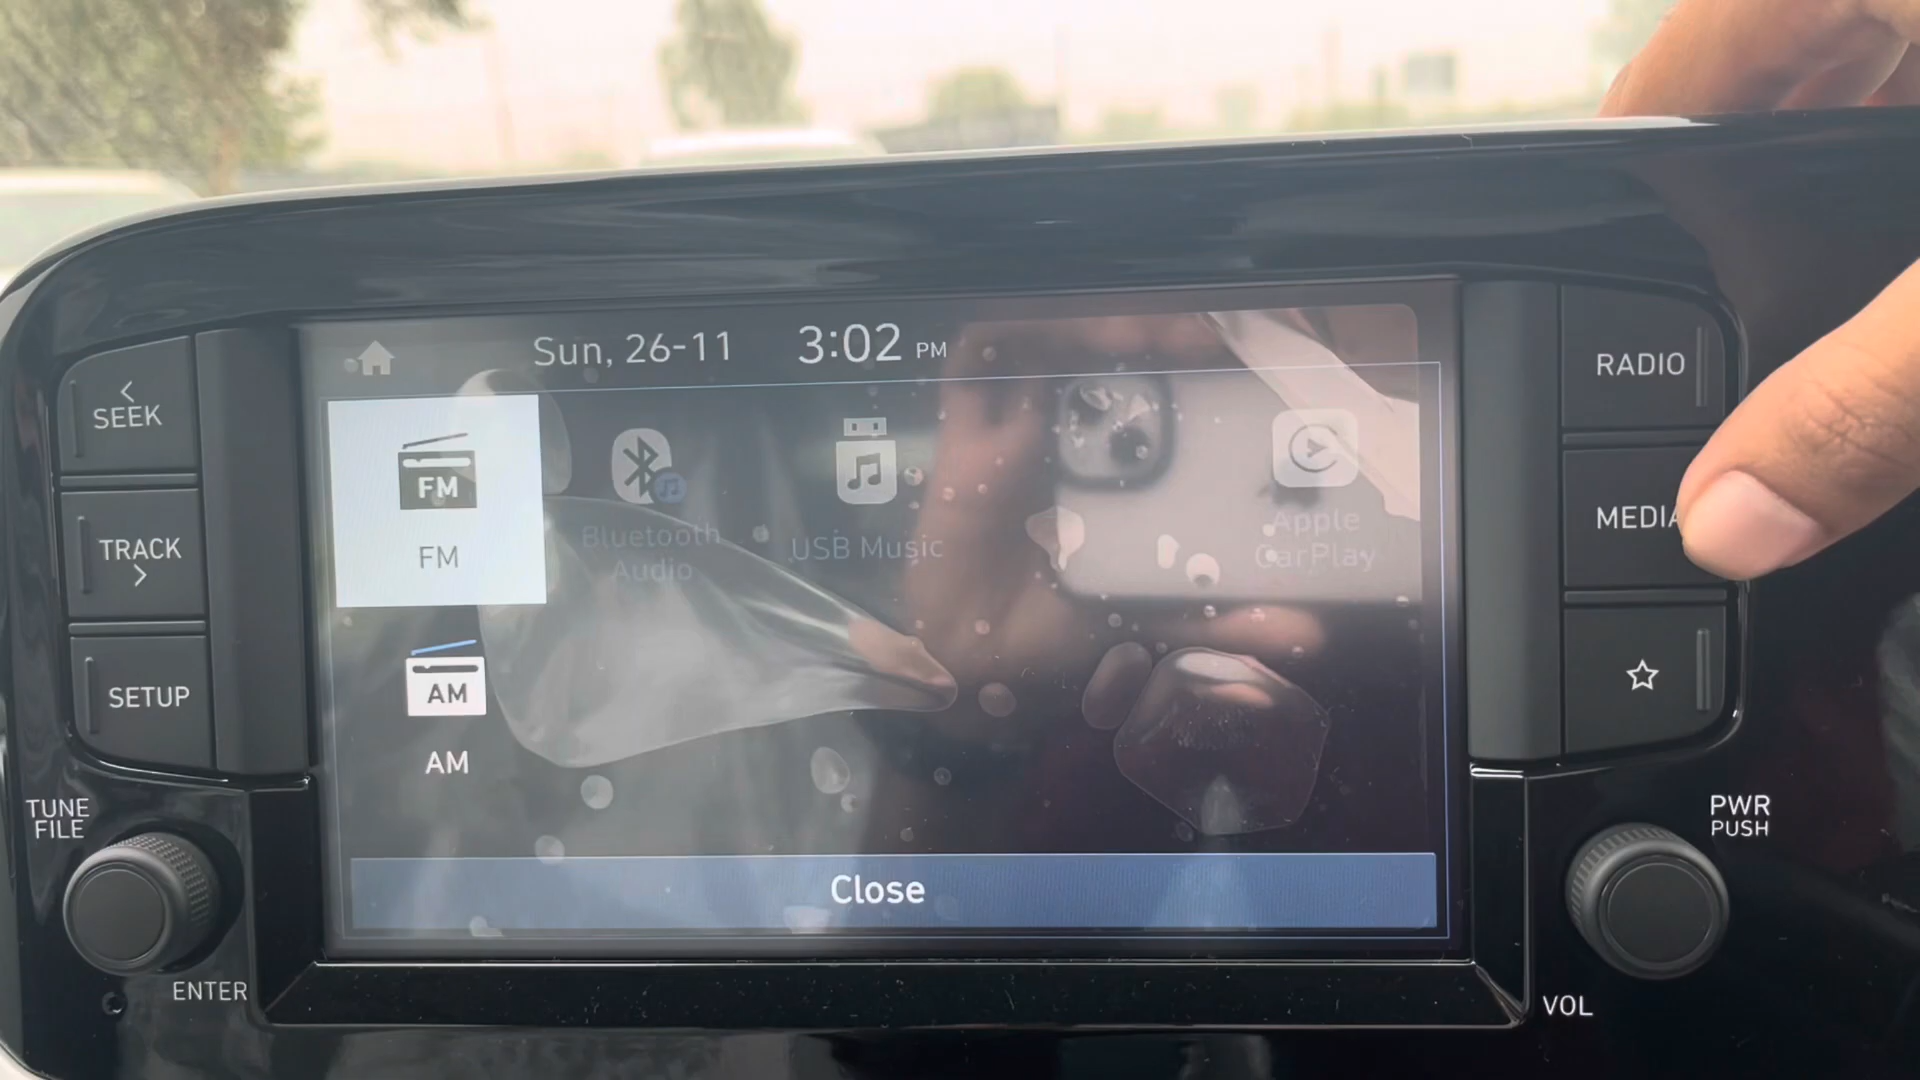 Sun, 26-11 3:02 PM
< SEEK
TRACK >
SETUP
TUNE
FILE
ENTER
FM
FM
Bluetooth
Audio
USB Music
Apple
CarPlay
AM
AM
Close
RADIO
MEDIA
PWR
PUSH
VOL